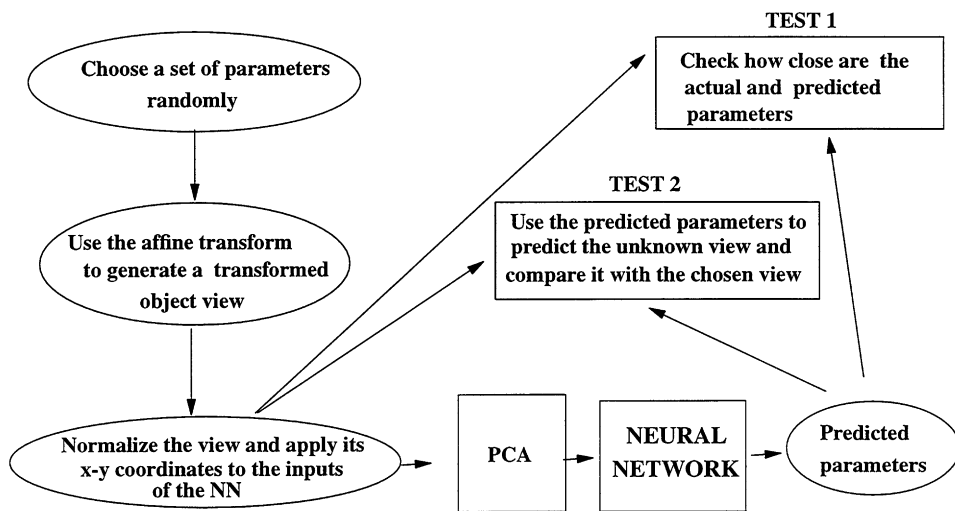 TEST 1
Choose a set of parameters
randomly
Check how close are the
actual and predicted
parameters
TEST 2
Use the affine transform
to generate a transformed
object view
Use the predicted parameters to
predict the unknown view and
compare it with the chosen view
Normalize the view and apply its
x-y coordinates to the inputs
of the NN
PCA
NEURAL
NETWORK
Predicted
parameters